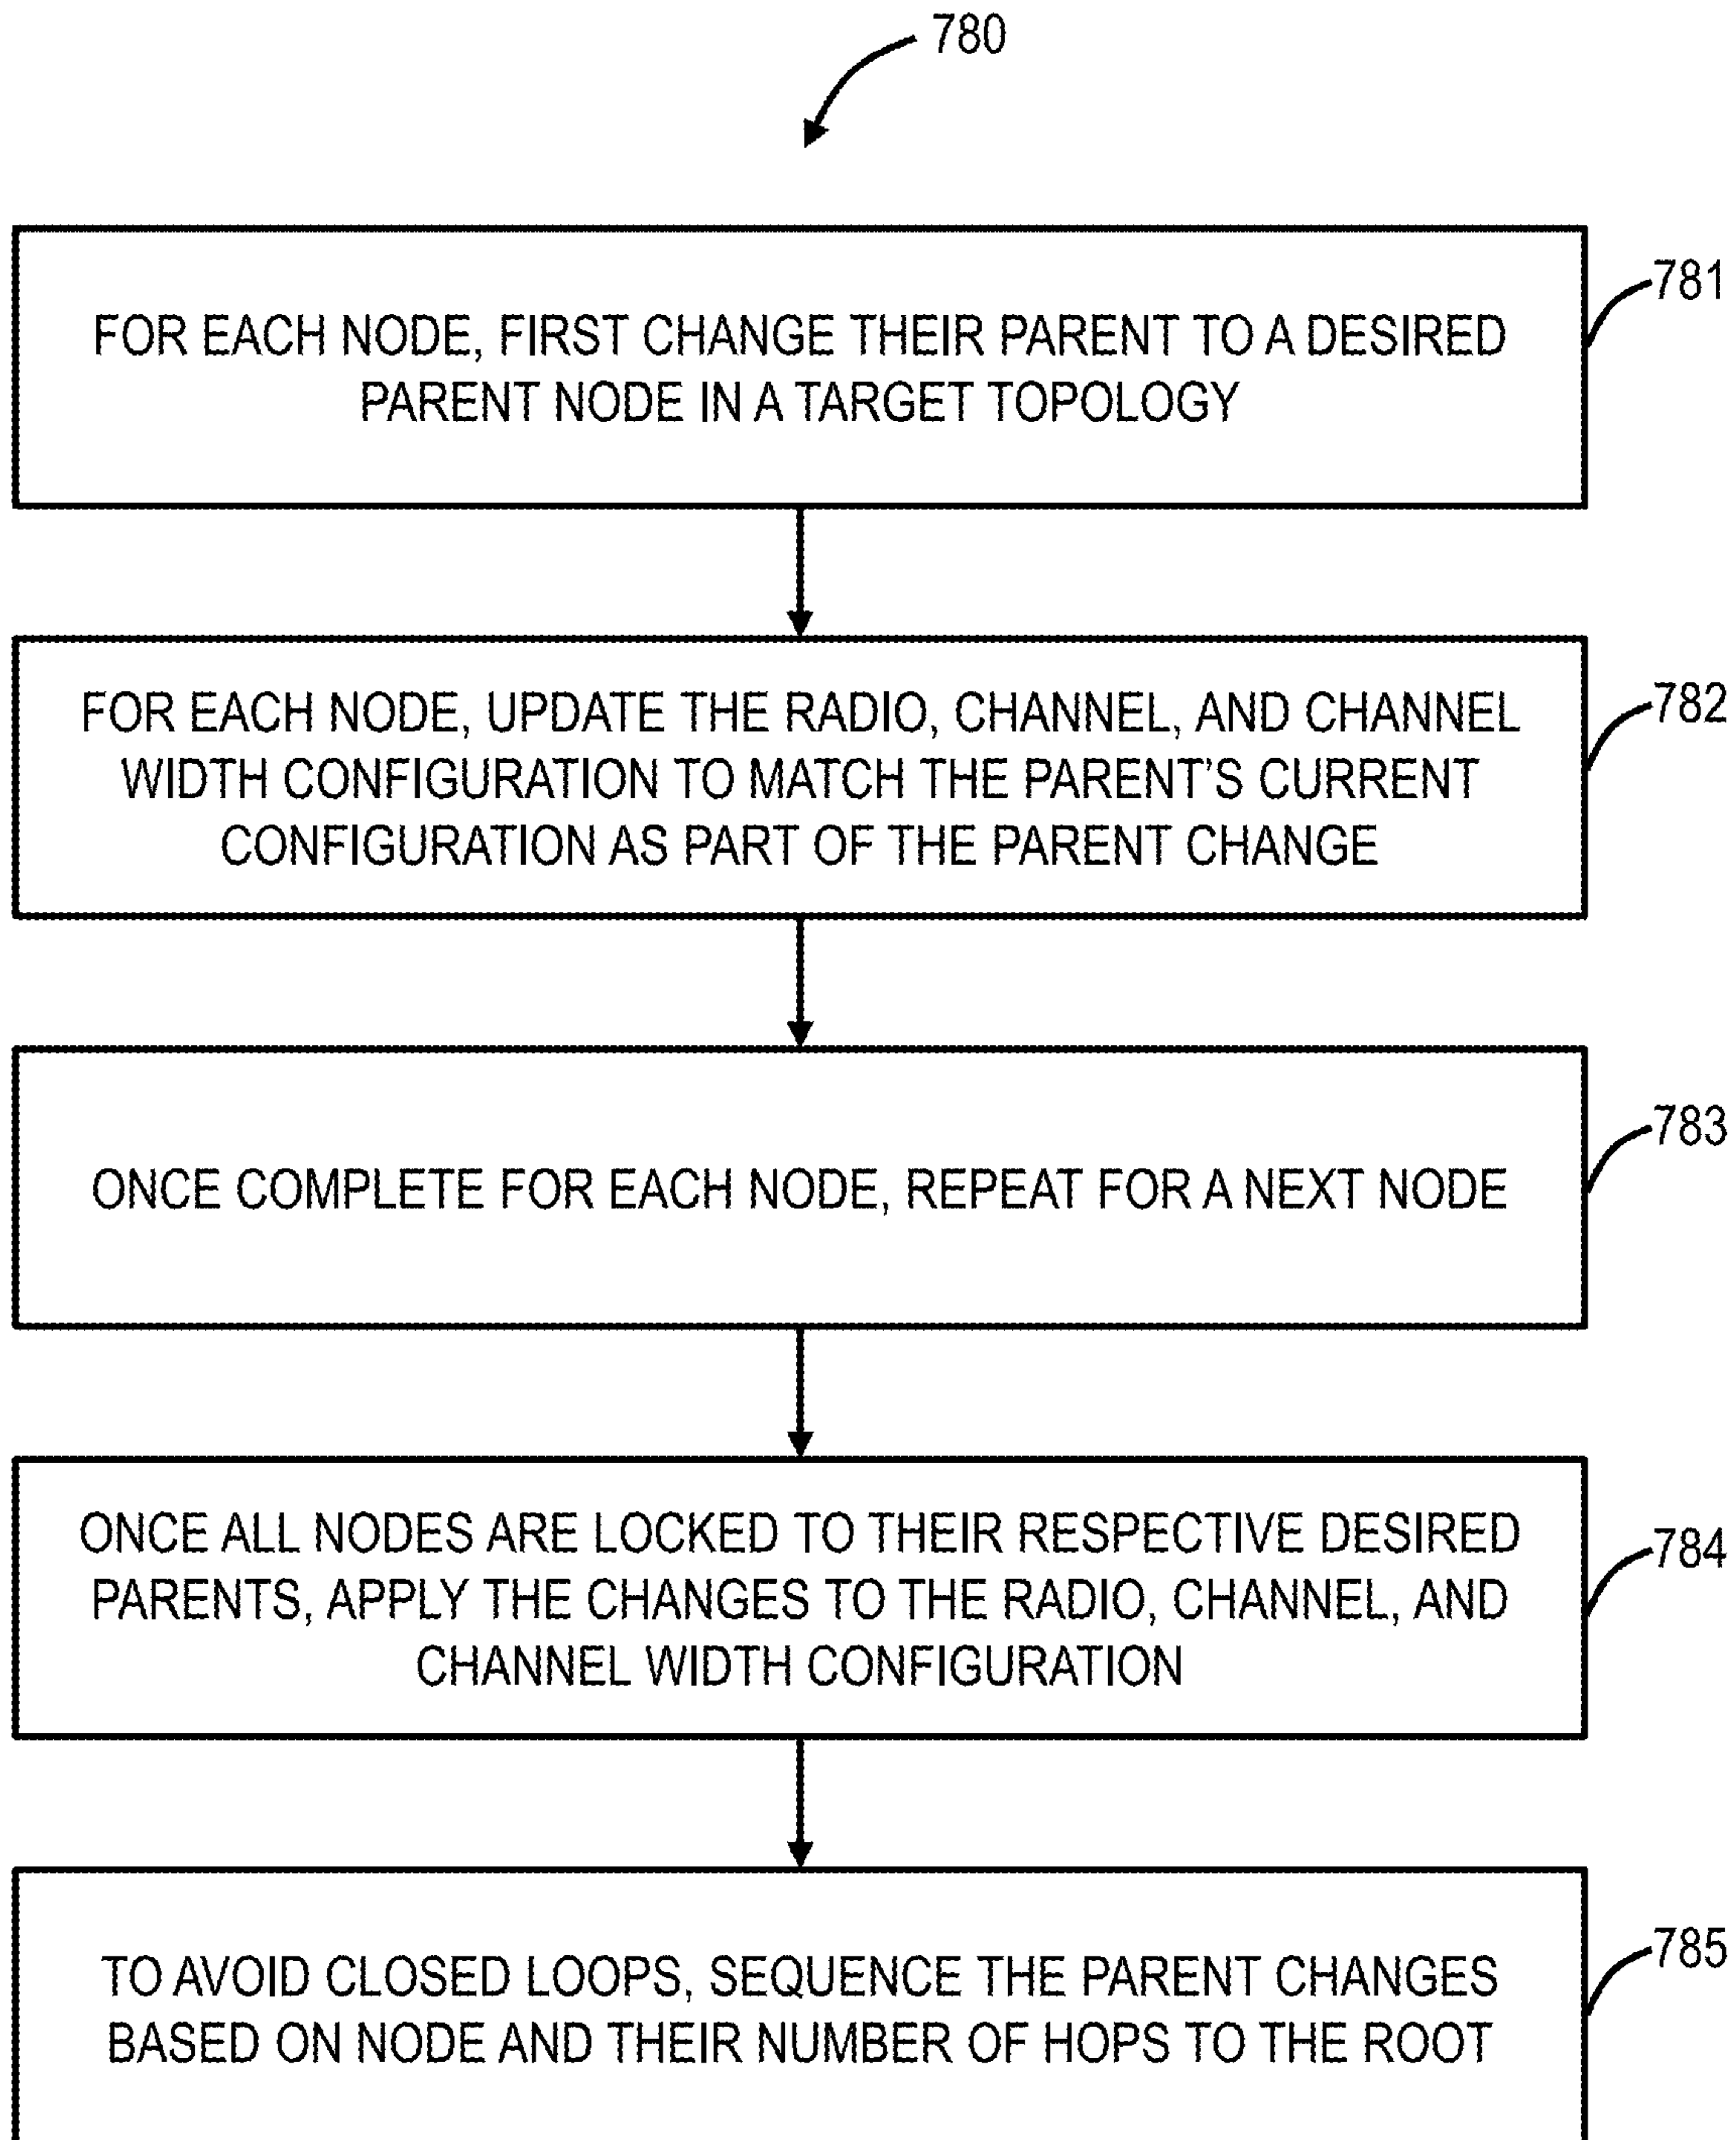 780
FOR EACH NODE, FIRST CHANGE THEIR PARENT TO A DESIRED
PARENT NODE IN A TARGET TOPOLOGY
781
FOR EACH NODE, UPDATE THE RADIO, CHANNEL, AND CHANNEL
WIDTH CONFIGURATION TO MATCH THE PARENT'S CURRENT
CONFIGURATION AS PART OF THE PARENT CHANGE
782
ONCE COMPLETE FOR EACH NODE, REPEAT FOR A NEXT NODE
783
ONCE ALL NODES ARE LOCKED TO THEIR RESPECTIVE DESIRED
PARENTS, APPLY THE CHANGES TO THE RADIO, CHANNEL, AND
CHANNEL WIDTH CONFIGURATION
784
TO AVOID CLOSED LOOPS, SEQUENCE THE PARENT CHANGES
BASED ON NODE AND THEIR NUMBER OF HOPS TO THE ROOT
785